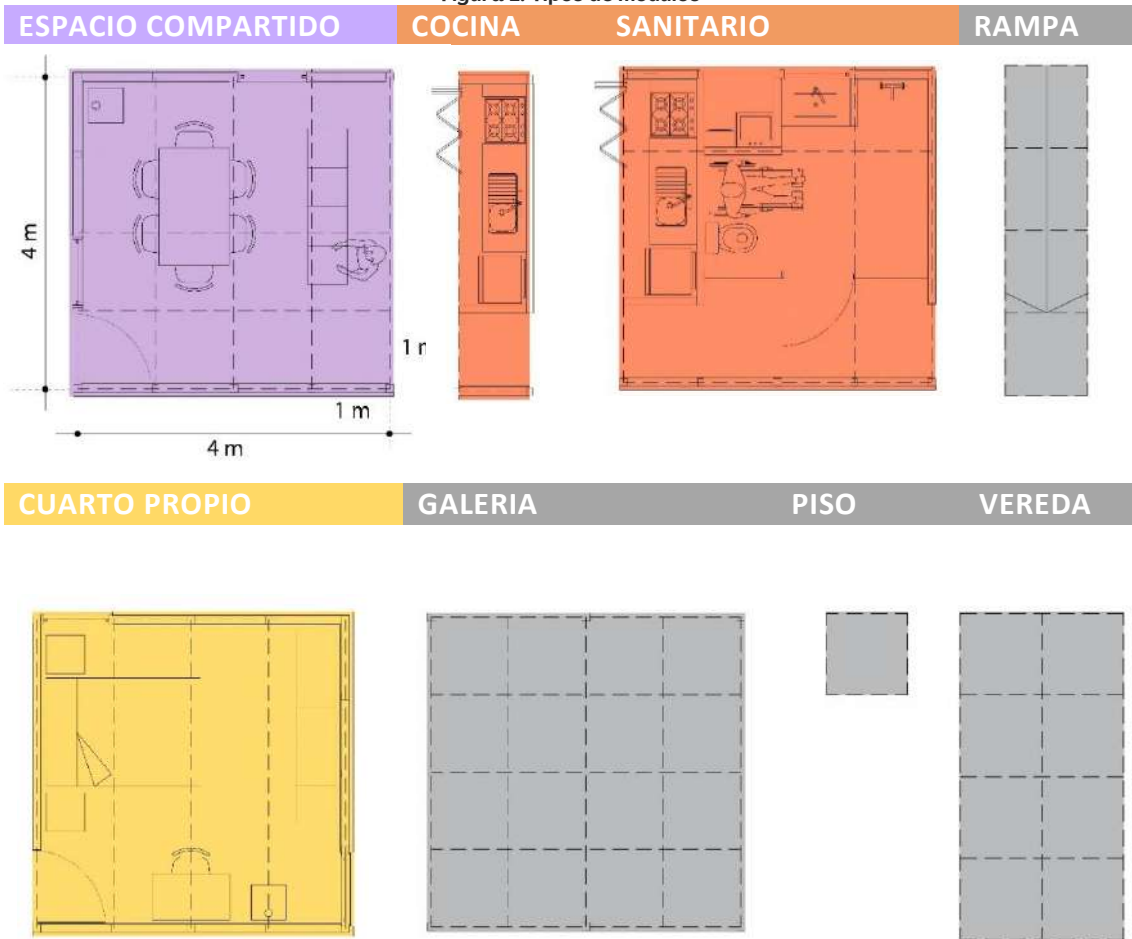 ESPACIO COMPARTIDO COCINA SANITARIO RAMPA
4 m
1 m
4 m
CUARTO PROPIO GALERIA PISO VEREDA